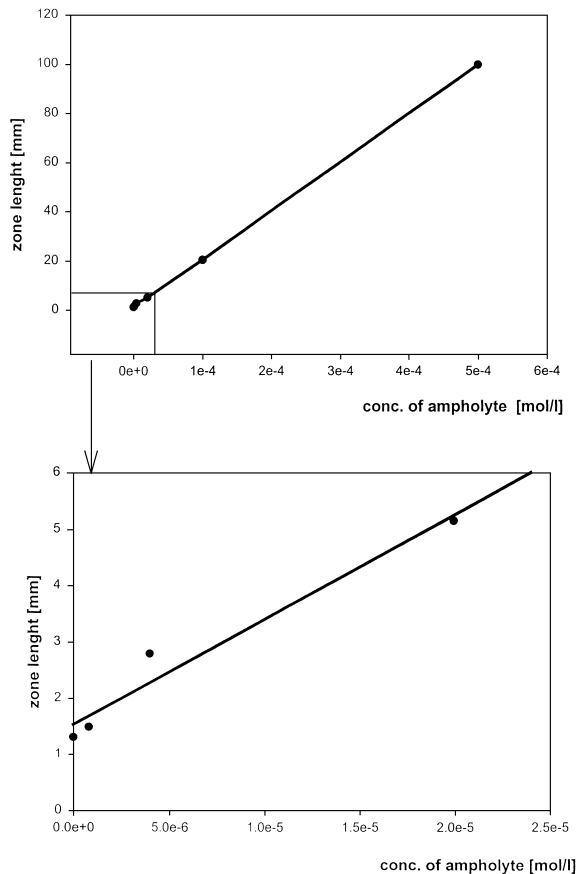 120
100
80
60
40
20
0
zone lenght [mm]
0e+0 1e-4 2e-4 3e-4 4e-4 5e-4 6e-4
conc. of ampholyte [mol/l]
6
5
4
3
2
1
0
zone lenght [mm]
0.0e+0 5.0e-6 1.0e-5 1.5e-5 2.0e-5 2.5e-5
conc. of ampholyte [mol/l]